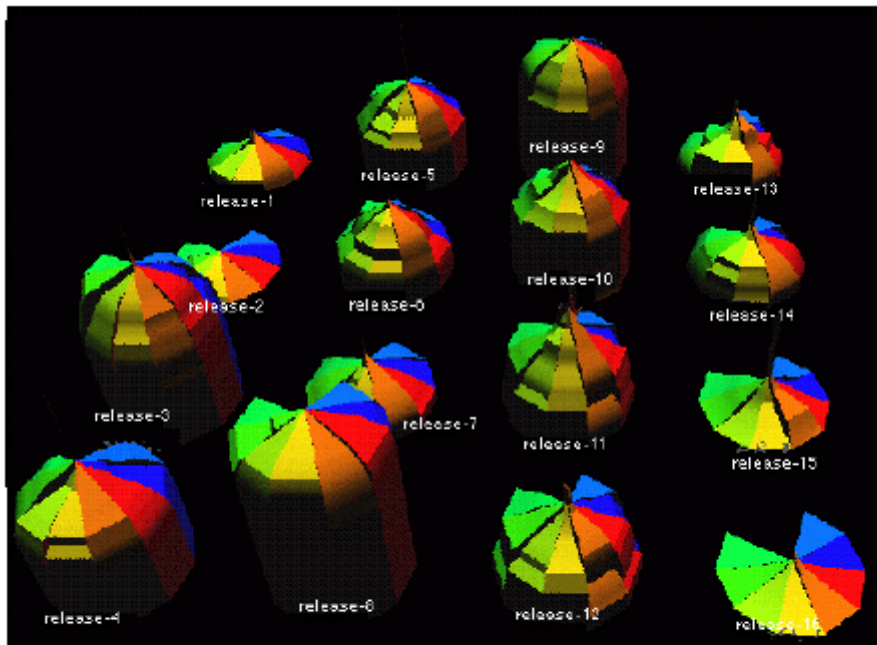 release-1
release-5
release-9
release-13
release-2
release-6
release-10
release-14
release-3
release-7
release-11
release-15
release-4
release-8
release-12
release-16